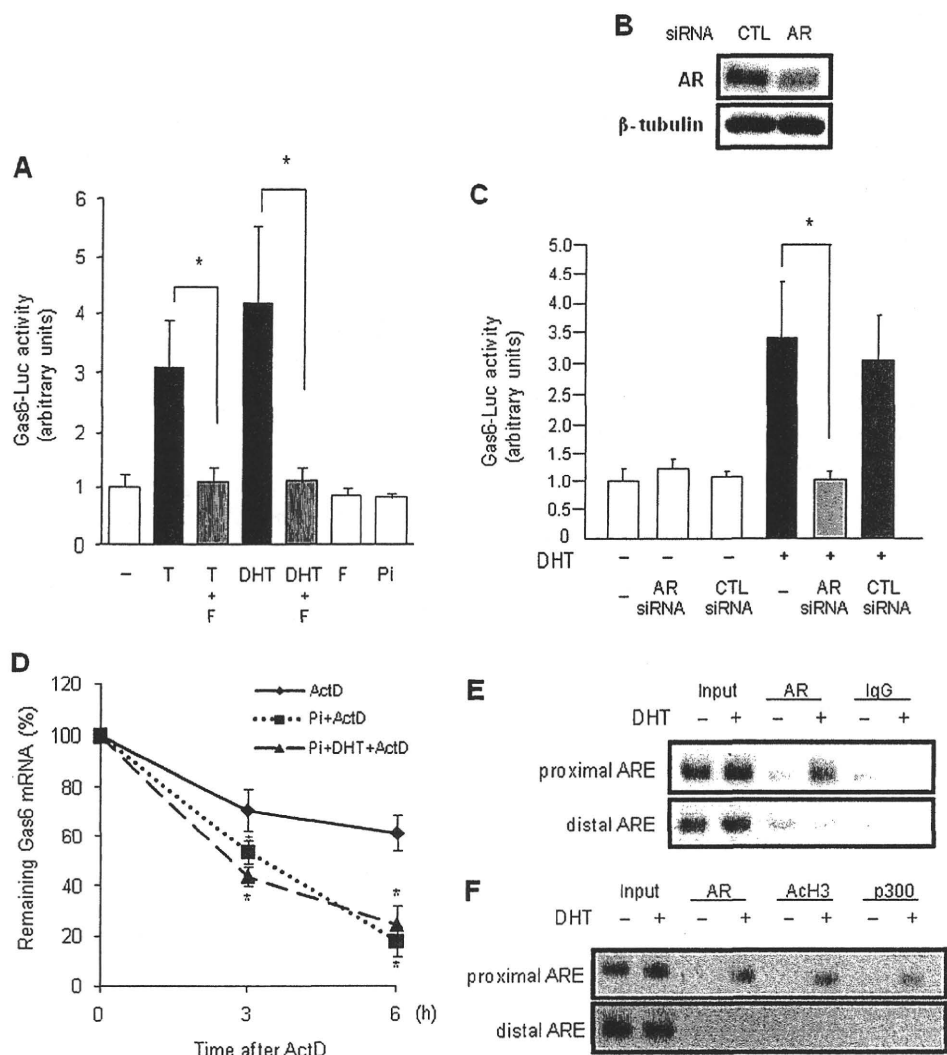 B
siRNA CTL AR
AR
β-tubulin
A
Gas6-Luc activity
(arbitrary units)
6
5
4
3
2
1
0
*
*
– T T DHT DHT F Pi
+ +
F F
C
Gas6-Luc activity
(arbitrary units)
5.0
4.5
4.0
3.5
3.0
2.5
2.0
1.5
1.0
0.5
0
*
DHT – – – + + +
– AR CTL – AR CTL
siRNA siRNA siRNA siRNA
D
Remaining Gas6 mRNA (%)
120
100
80
60
40
20
0
ActD
Pi+ActD
Pi+DHT+ActD
*
*
*
*
0 3 6 (h)
Time after ActD
E
Input AR IgG
DHT – + – + – +
proximal ARE
distal ARE
F
Input AR AcH3 p300
DHT – + – + – + – +
proximal ARE
distal ARE